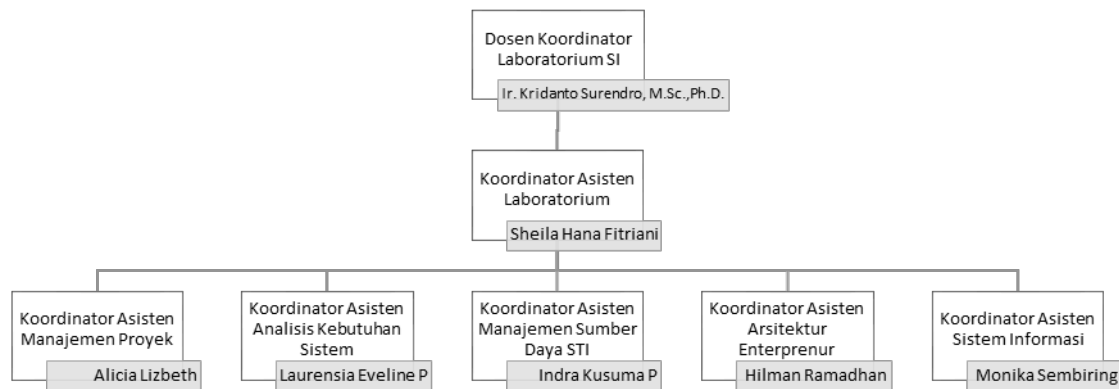 Dosen Koordinator
Laboratorium SI
Ir. Kridanto Surendro, M.Sc.,Ph.D.
Koordinator Asisten
Laboratorium
Sheila Hana Fitriani
Koordinator Asisten
Manajemen Proyek
Alicia Lizbeth
Koordinator Asisten
Analisis Kebutuhan
Sistem
Laurensia Eveline P
Koordinator Asisten
Manajemen Sumber
Daya STI
Indra Kusuma P
Koordinator Asisten
Arsitektur
Enterprenur
Hilman Ramadhan
Koordinator Asisten
Sistem Informasi
Monika Sembiring